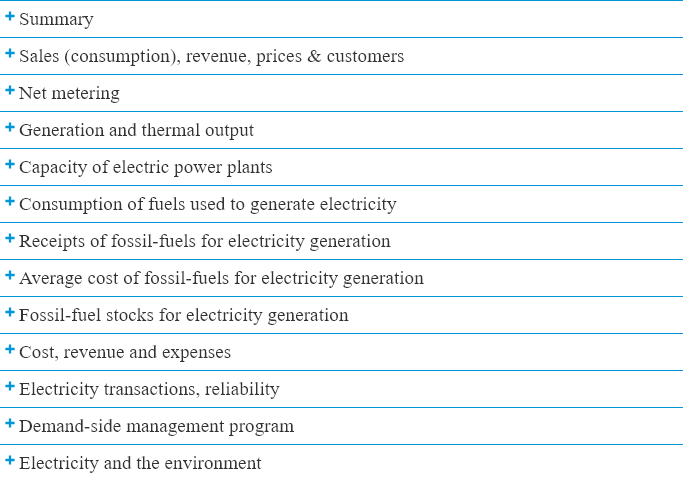 + Summary
+ Sales (consumption), revenue, prices & customers
+ Net metering
+ Generation and thermal output
+ Capacity of electric power plants
+ Consumption of fuels used to generate electricity
+ Receipts of fossil-fuels for electricity generation
+ Average cost of fossil-fuels for electricity generation
+ Fossil-fuel stocks for electricity generation
+ Cost, revenue and expenses
+ Electricity transactions, reliability
+ Demand-side management program
+ Electricity and the environment